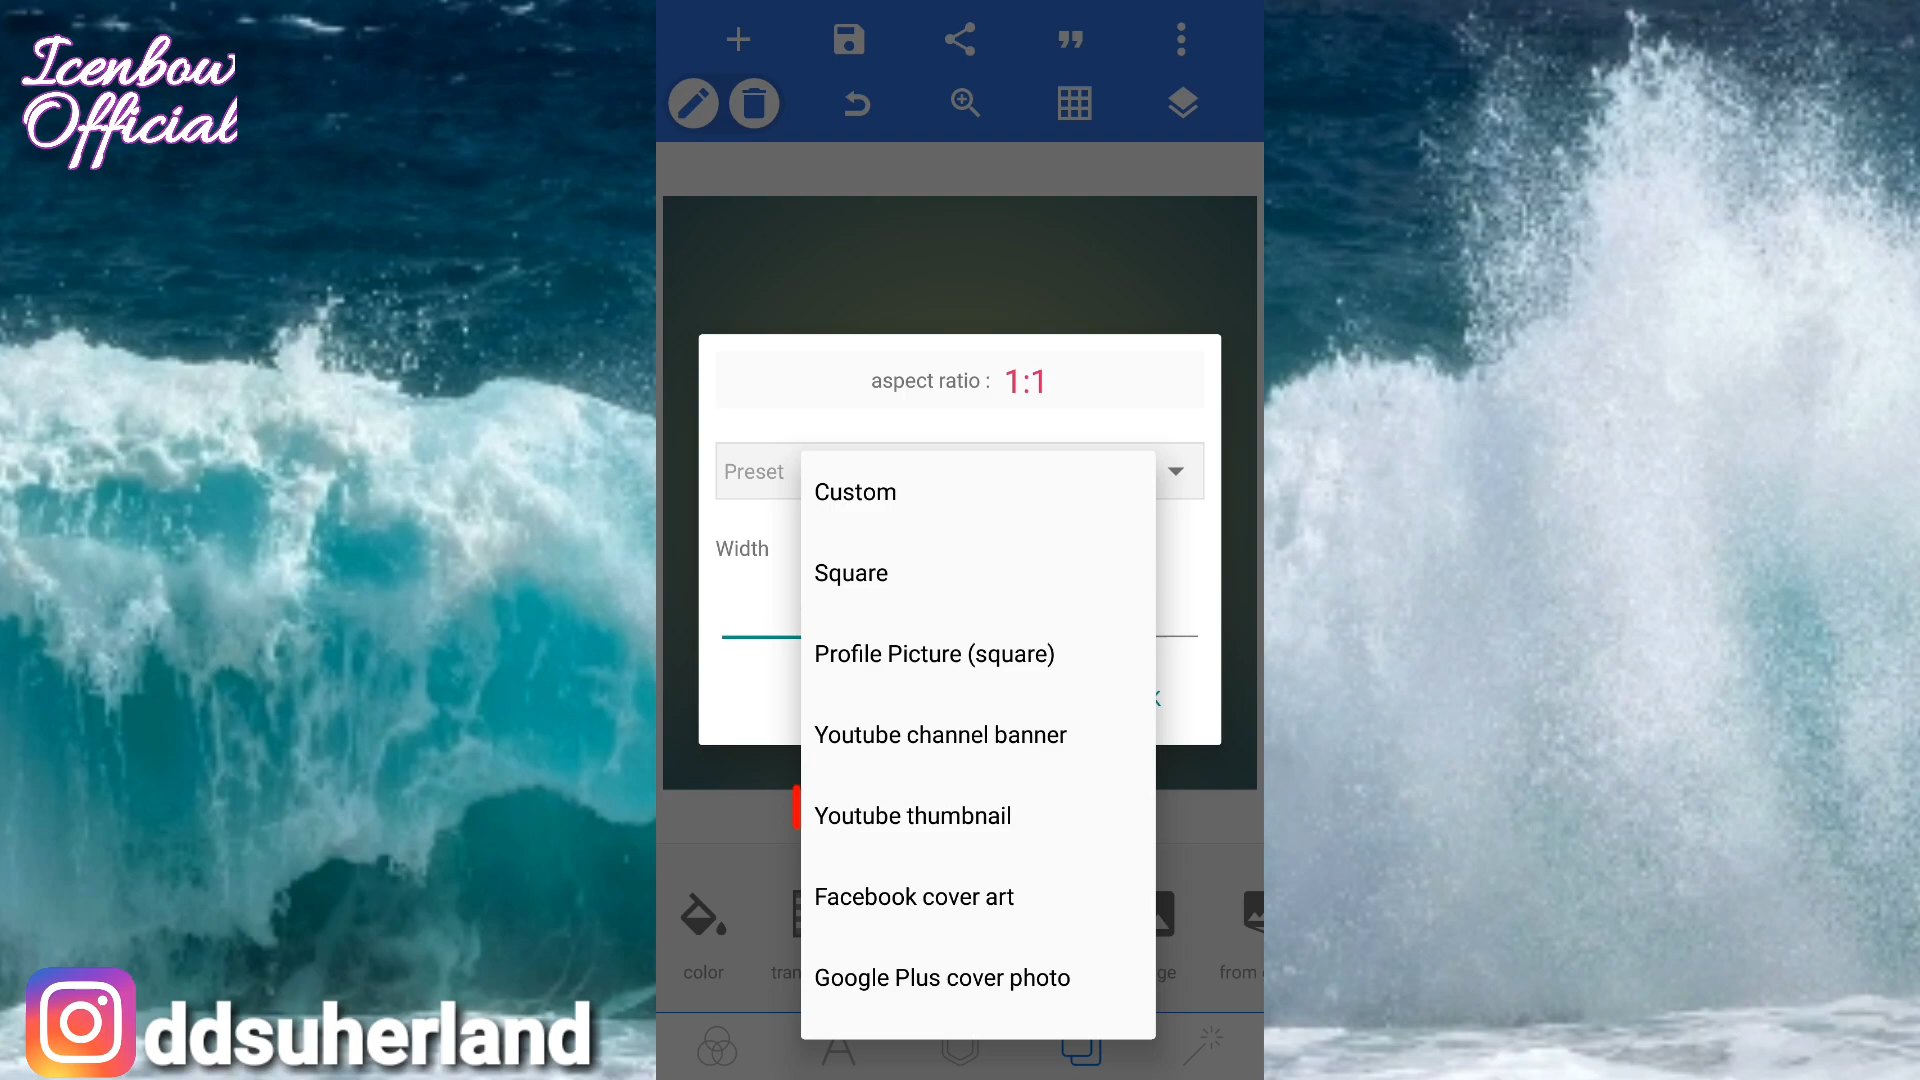 Icenbow
Official
aspect ratio : 1:1
Preset
Custom
Width
Square
Profile Picture (square)
Youtube channel banner
Youtube thumbnail
Facebook cover art
Google Plus cover photo
color
from
ddsuherland